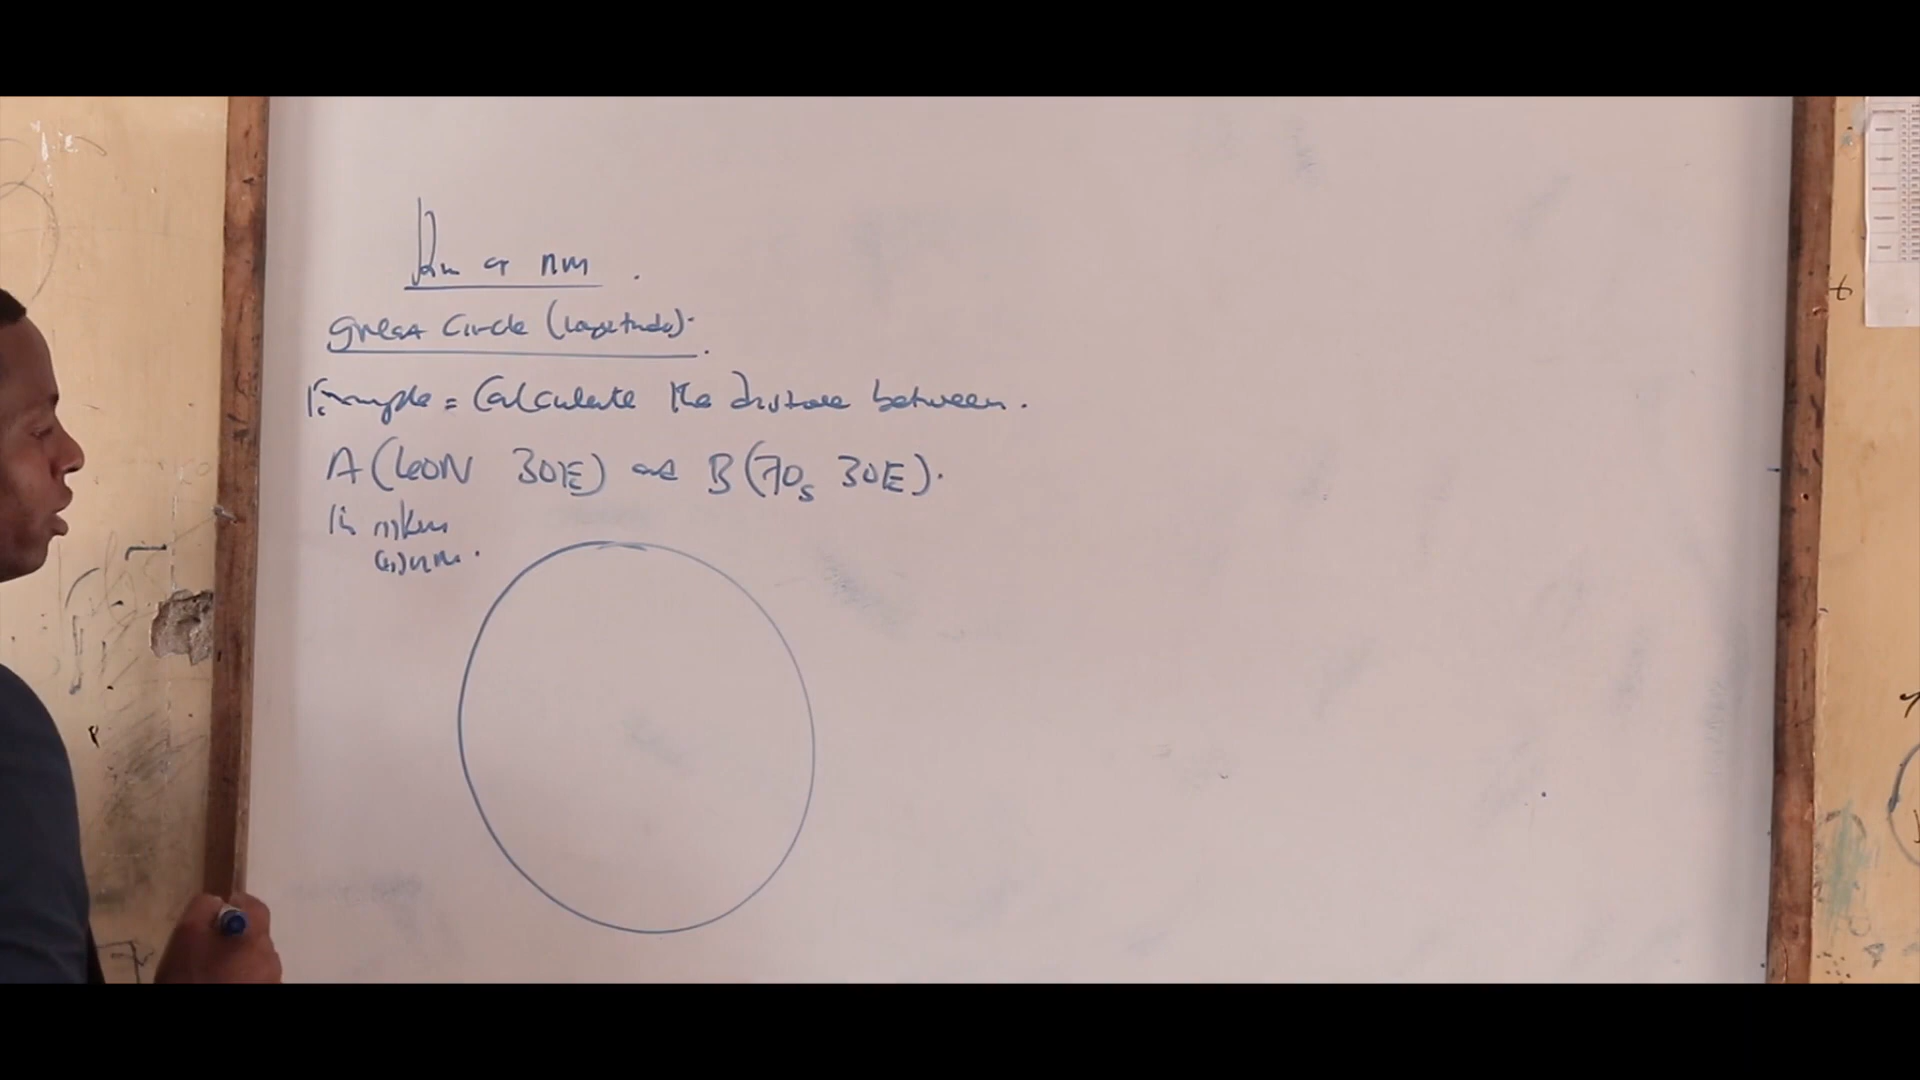 Km or nm.
great Circle (Longitude).
Example = Calculate the distance between.
A(60N 30E) and B(70S 30E).
in i) Km
(ii) nm.